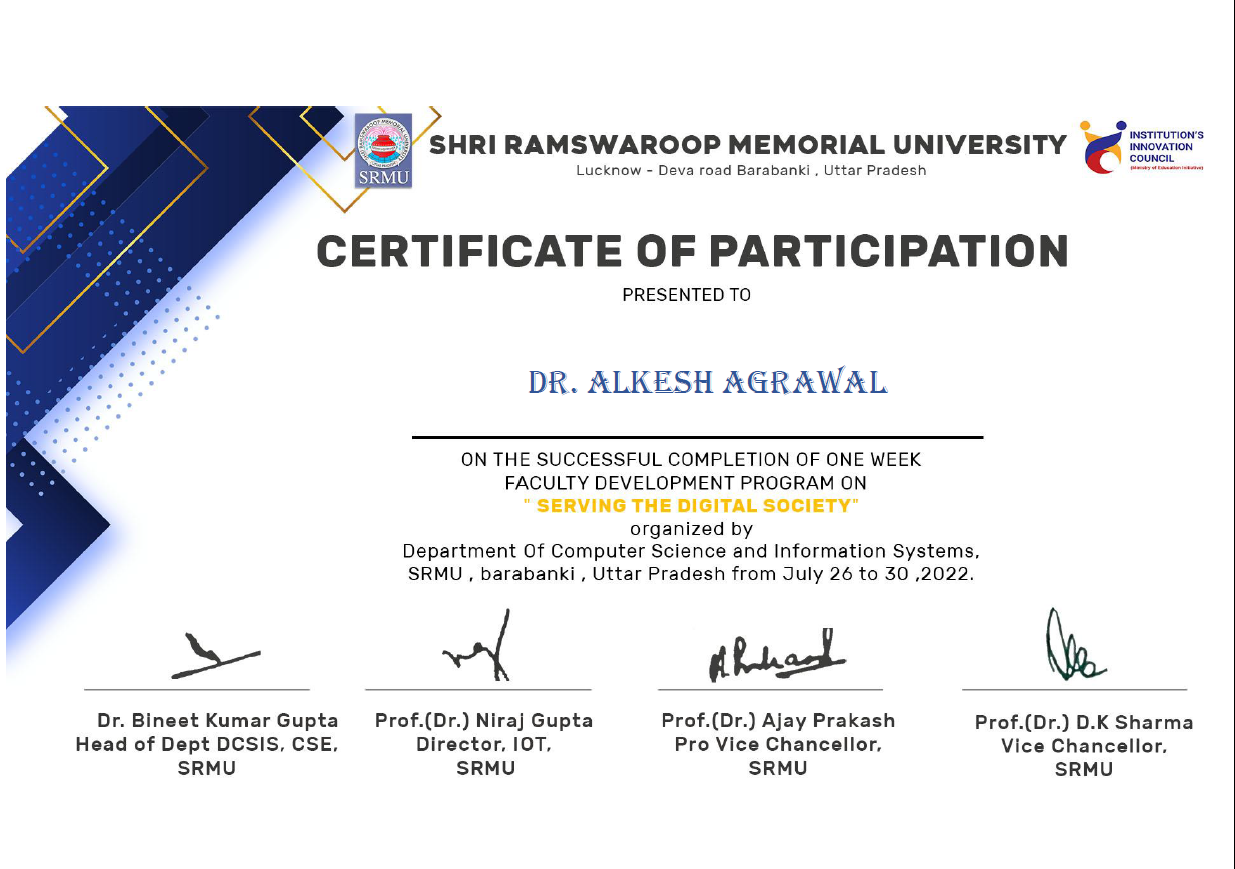 SHRI RAMSWAROOP MEMORIAL UNIVERSITY
Lucknow - Deva road Barabanki , Uttar Pradesh
SRMU
INSTITUTION'S
INNOVATION
COUNCIL
(Ministry of Education Initiative)
CERTIFICATE OF PARTICIPATION
PRESENTED TO
DR. ALKESH AGRAWAL
ON THE SUCCESSFUL COMPLETION OF ONE WEEK
FACULTY DEVELOPMENT PROGRAM ON
" SERVING THE DIGITAL SOCIETY"
organized by
Department Of Computer Science and Information Systems,
SRMU , barabanki , Uttar Pradesh from July 26 to 30 ,2022.
Dr. Bineet Kumar Gupta
Head of Dept DCSIS, CSE,
SRMU
Prof.(Dr.) Niraj Gupta
Director, IOT,
SRMU
Prof.(Dr.) Ajay Prakash
Pro Vice Chancellor,
SRMU
Prof.(Dr.) D.K Sharma
Vice Chancellor,
SRMU